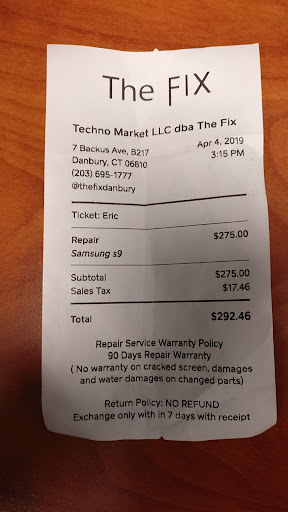 The FIX
Techno Market LLC dba The Fix
7 Backus Ave, B217
Apr 4, 2019
Danbury, CT 06810
3:15 PM
(203) 695-1777
@thefixdanbury
Ticket: Eric
Repair $275.00
Samsung s9
Subtotal $275.00
Sales Tax $17.46
Total $292.46
Repair Service Warranty Policy
90 Days Repair Warranty
( No warranty on cracked screen, damages
and water damages on changed parts)
Return Policy: NO REFUND
Exchange only with in 7 days with receipt